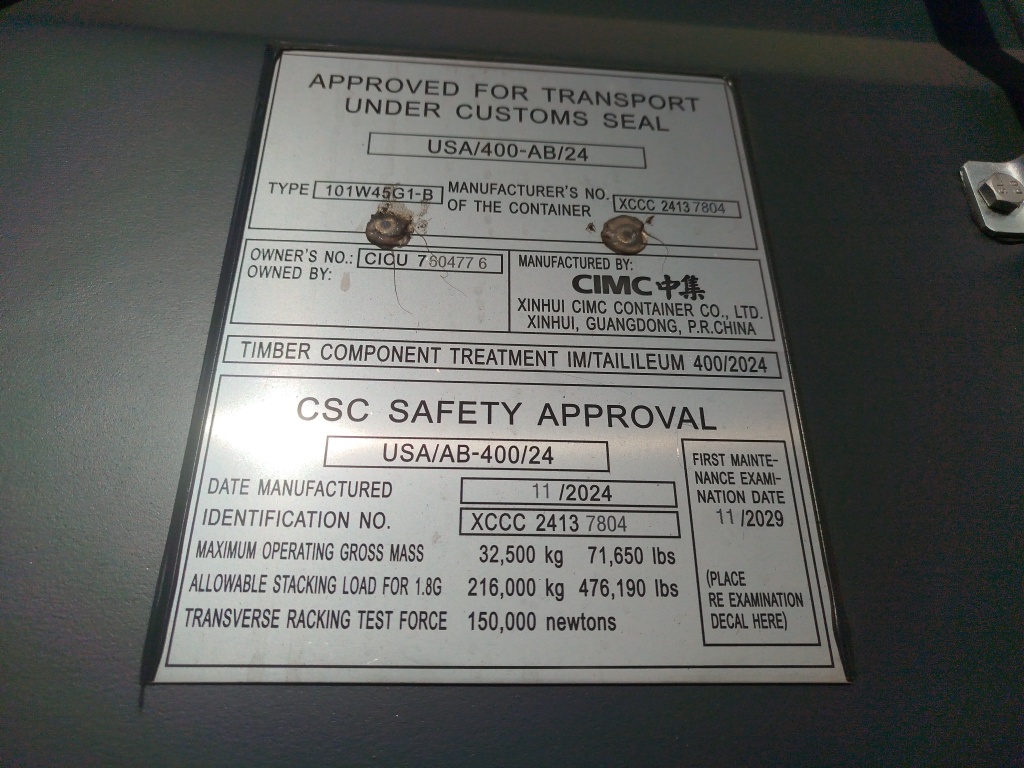 APPROVED FOR TRANSPORT
UNDER CUSTOMS SEAL
USA/400-AB/24
TYPE 101W45G1-B MANUFACTURER'S NO.
OF THE CONTAINER XCCC 2413 7804
OWNER'S NO.: CICU 760477 6
OWNED BY:
MANUFACTURED BY:
CIMC中集
XINHUI CIMC CONTAINER CO., LTD.
XINHUI, GUANGDONG, P.R.CHINA
TIMBER COMPONENT TREATMENT IM/TAILILEUM 400/2024
CSC SAFETY APPROVAL
USA/AB-400/24
DATE MANUFACTURED 11 /2024
IDENTIFICATION NO. XCCC 2413 7804
MAXIMUM OPERATING GROSS MASS 32,500 kg 71,650 lbs
ALLOWABLE STACKING LOAD FOR 1.8G 216,000 kg 476,190 lbs
TRANSVERSE RACKING TEST FORCE 150,000 newtons
FIRST MAINTE-
NANCE EXAMI-
NATION DATE
11 /2029
(PLACE
RE EXAMINATION
DECAL HERE)